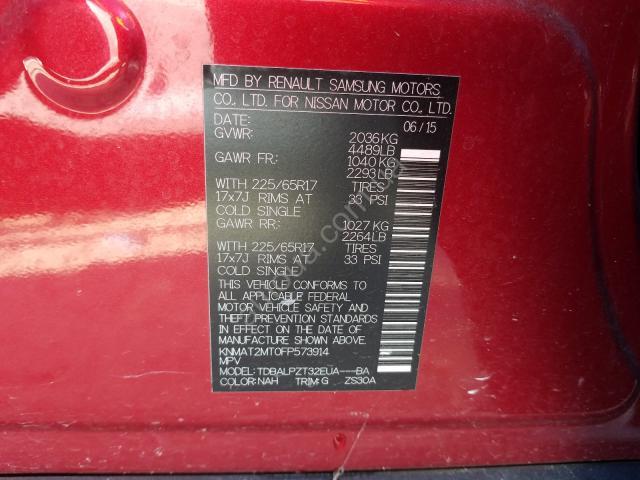 MFD BY RENAULT SAMSUNG MOTORS
CO., LTD. FOR NISSAN MOTOR CO., LTD.
DATE: 06/15
GVWR: 2036KG
4489LB
GAWR FR: 1040KG
2293LB
WITH 225/65R17 TIRES
17x7J RIMS AT 33 PSI
COLD SINGLE
GAWR RR: 1027KG
2264LB
WITH 225/65R17 TIRES
17x7J RIMS AT 33 PSI
COLD SINGLE
THIS VEHICLE CONFORMS TO
ALL APPLICABLE FEDERAL
MOTOR VEHICLE SAFETY AND
THEFT PREVENTION STANDARDS
IN EFFECT ON THE DATE OF
MANUFACTURE SHOWN ABOVE.
KNMAT2MT0FP573914
MPV
MODEL: TDBALPZT32EUA---BA
COLOR: NAH TRIM: G ZS30A